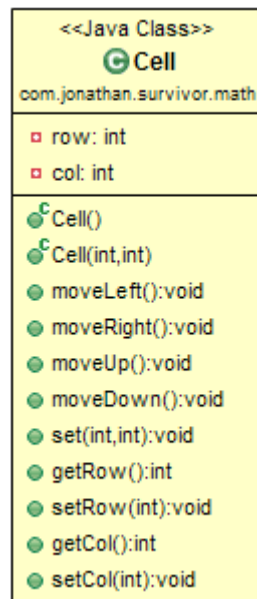 <<Java Class>>
Cell
com.jonathan.survivor.math
row: int
col: int
Cell()
Cell(int,int)
moveLeft():void
moveRight():void
moveUp():void
moveDown():void
set(int,int):void
getRow():int
setRow(int):void
getCol():int
setCol(int):void